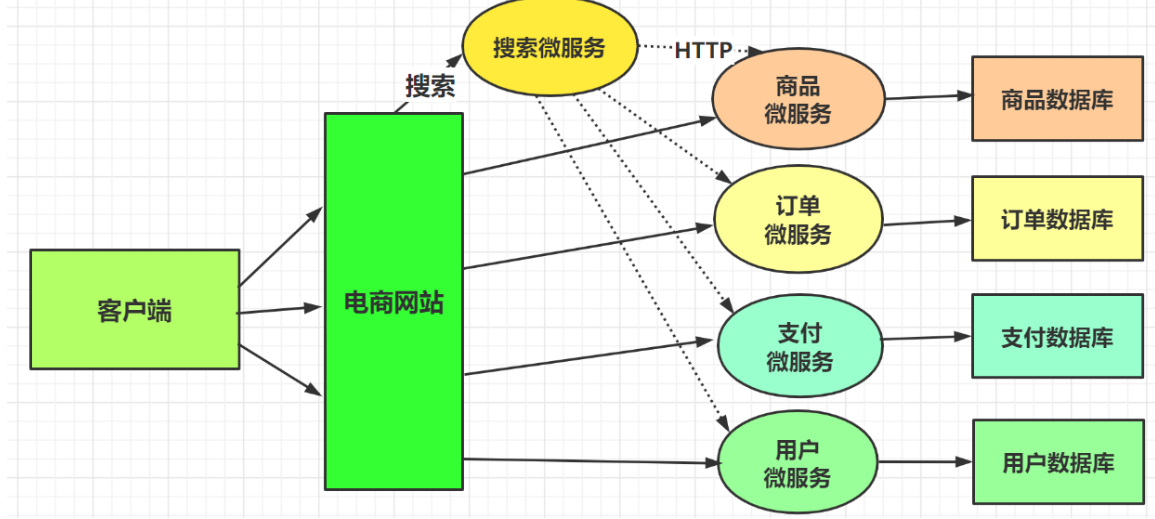 搜索微服务
HTTP
搜索
商品
微服务
商品数据库
订单
微服务
订单数据库
客户端
电商网站
支付
微服务
支付数据库
用户
微服务
用户数据库